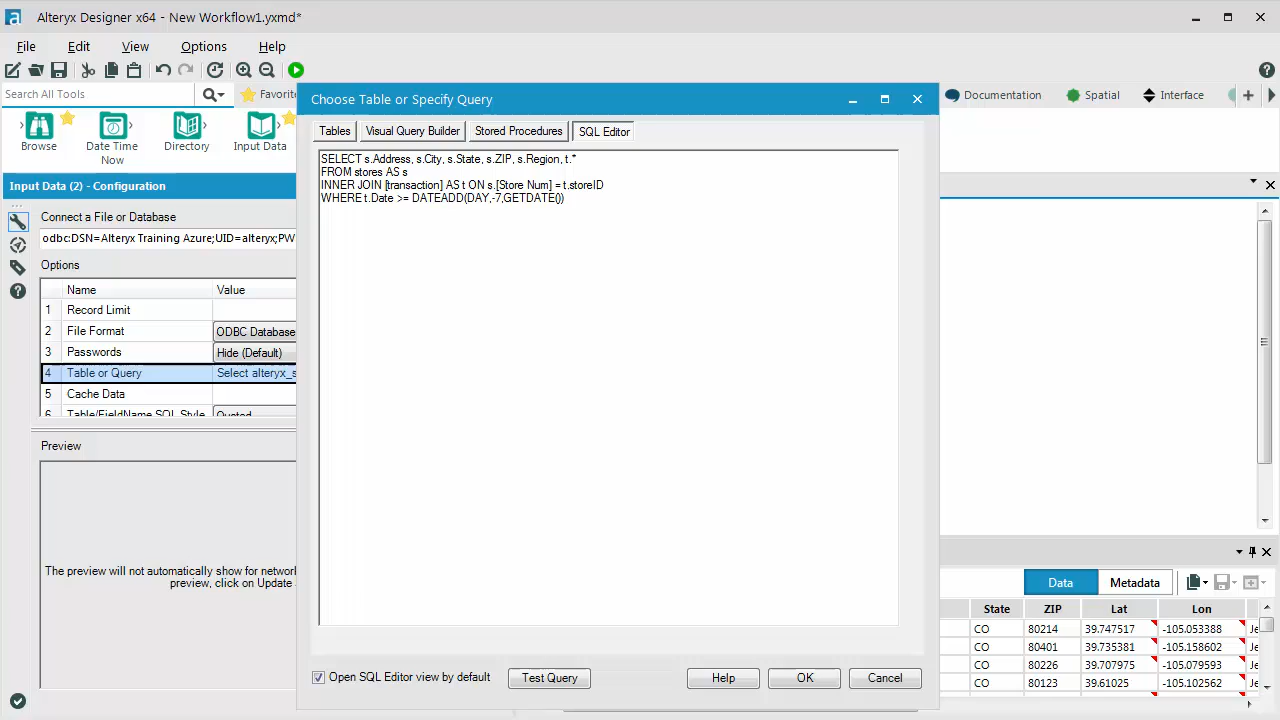 Alteryx Designer x64 - New Workflow1.yxmd*
File Edit View Options Help
Search All Tools
Favorit
Documentation Spatial Interface
Browse Date Time Now Directory Input Data
Input Data (2) - Configuration
Connect a File or Database
odbc:DSN=Alteryx Training Azure;UID=alteryx;PW
Options
Name Value
1 Record Limit
2 File Format ODBC Database
3 Passwords Hide (Default)
4 Table or Query Select alteryx_s
5 Cache Data
6 Table/FieldName SQL Style Quoted
Preview
The preview will not automatically show for network
preview, click on Update
Choose Table or Specify Query
Tables Visual Query Builder Stored Procedures SQL Editor
SELECT s.Address, s.City, s.State, s.ZIP, s.Region, t.*
FROM stores AS s
INNER JOIN [transaction] AS t ON s.[Store Num] = t.storeID
WHERE t.Date >= DATEADD(DAY,-7,GETDATE())
Open SQL Editor view by default Test Query Help OK Cancel
Data Metadata
State ZIP Lat Lon
CO 80214 39.747517 -105.053388 Je
CO 80401 39.735381 -105.158602
CO 80226 39.707975 -105.079593
CO 80123 39.61025 -105.102562 Je